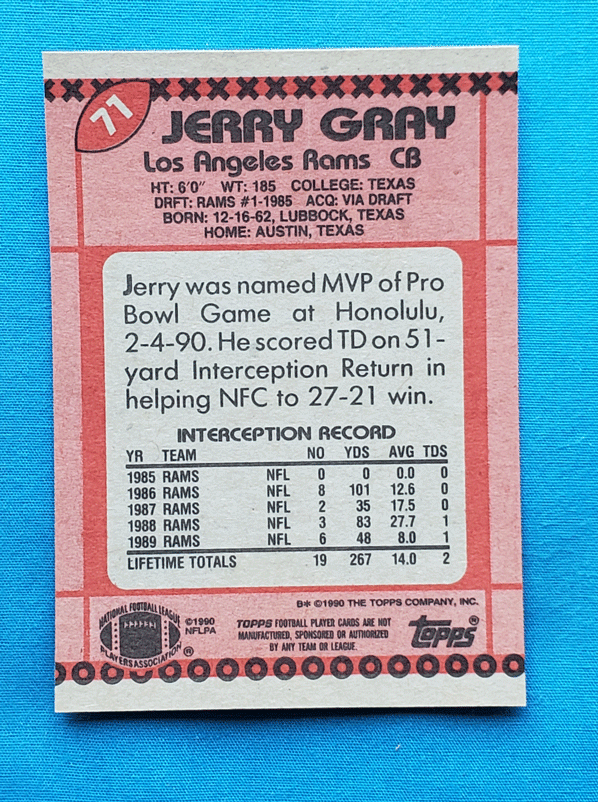 71
JERRY GRAY
Los Angeles Rams CB
HT: 6'0" WT: 185 COLLEGE: TEXAS
DRFT: RAMS #1-1985 ACQ: VIA DRAFT
BORN: 12-16-62, LUBBOCK, TEXAS
HOME: AUSTIN, TEXAS
Jerry was named MVP of Pro
Bowl Game at Honolulu,
2-4-90. He scored TD on 51-
yard Interception Return in
helping NFC to 27-21 win.
INTERCEPTION RECORD
YR TEAM NO YDS AVG TDS
1985 RAMS NFL 0 0 0.0 0
1986 RAMS NFL 8 101 12.6 0
1987 RAMS NFL 2 35 17.5 0
1988 RAMS NFL 3 83 27.7 1
1989 RAMS NFL 6 48 8.0 1
LIFETIME TOTALS 19 267 14.0 2
B* ©1990 THE TOPPS COMPANY, INC.
NATIONAL FOOTBALL LEAGUE
PLAYERS ASSOCIATION ®
©1990
NFLPA
TOPPS FOOTBALL PLAYER CARDS ARE NOT
MANUFACTURED, SPONSORED OR AUTHORIZED
BY ANY TEAM OR LEAGUE.
Topps®